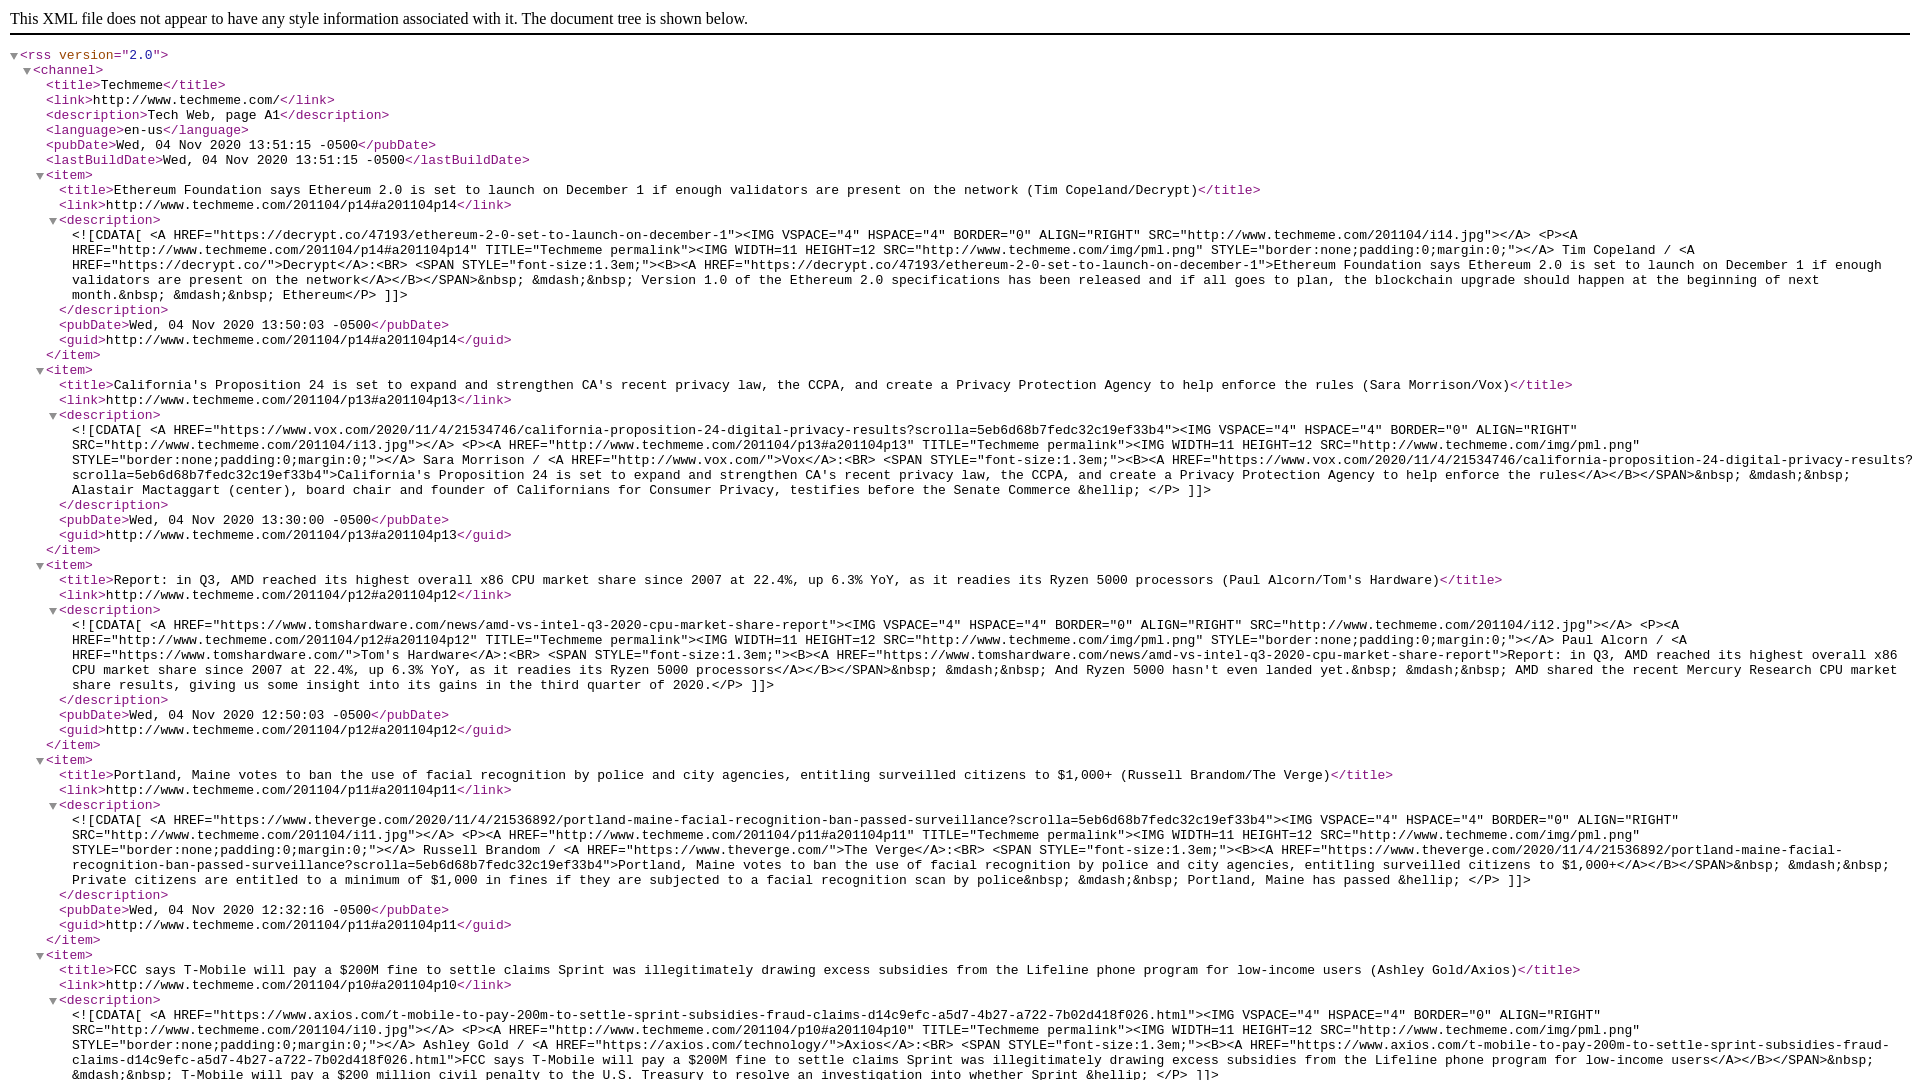 This XML file does not appear to have any style information associated with it. The document tree is shown below.
<rss version="2.0">
<channel>
<title>Techmeme</title>
<link>http://www.techmeme.com/</link>
<description>Tech Web, page A1</description>
<language>en-us</language>
<pubDate>Wed, 04 Nov 2020 13:51:15 -0500</pubDate>
<lastBuildDate>Wed, 04 Nov 2020 13:51:15 -0500</lastBuildDate>
<item>
<title>Ethereum Foundation says Ethereum 2.0 is set to launch on December 1 if enough validators are present on the network (Tim Copeland/Decrypt)</title>
<link>http://www.techmeme.com/201104/p14#a201104p14</link>
<description>
<![CDATA[ <A HREF="https://decrypt.co/47193/ethereum-2-0-set-to-launch-on-december-1"><IMG VSPACE="4" HSPACE="4" BORDER="0" ALIGN="RIGHT" SRC="http://www.techmeme.com/201104/i14.jpg"></A> <P><A
HREF="http://www.techmeme.com/201104/p14#a201104p14" TITLE="Techmeme permalink"><IMG WIDTH=11 HEIGHT=12 SRC="http://www.techmeme.com/img/pml.png" STYLE="border:none;padding:0;margin:0;"></A> Tim Copeland / <A
HREF="https://decrypt.co/">Decrypt</A>:<BR> <SPAN STYLE="font-size:1.3em;"><B><A HREF="https://decrypt.co/47193/ethereum-2-0-set-to-launch-on-december-1">Ethereum Foundation says Ethereum 2.0 is set to launch on December 1 if enough
validators are present on the network</A></B></SPAN>&nbsp; &mdash;&nbsp; Version 1.0 of the Ethereum 2.0 specifications has been released and if all goes to plan, the blockchain upgrade should happen at the beginning of next
month.&nbsp; &mdash;&nbsp; Ethereum</P> ]]>
</description>
<pubDate>Wed, 04 Nov 2020 13:50:03 -0500</pubDate>
<guid>http://www.techmeme.com/201104/p14#a201104p14</guid>
</item>
<item>
<title>California's Proposition 24 is set to expand and strengthen CA's recent privacy law, the CCPA, and create a Privacy Protection Agency to help enforce the rules (Sara Morrison/Vox)</title>
<link>http://www.techmeme.com/201104/p13#a201104p13</link>
<description>
<![CDATA[ <A HREF="https://www.vox.com/2020/11/4/21534746/california-proposition-24-digital-privacy-results?scrolla=5eb6d68b7fedc32c19ef33b4"><IMG VSPACE="4" HSPACE="4" BORDER="0" ALIGN="RIGHT"
SRC="http://www.techmeme.com/201104/i13.jpg"></A> <P><A HREF="http://www.techmeme.com/201104/p13#a201104p13" TITLE="Techmeme permalink"><IMG WIDTH=11 HEIGHT=12 SRC="http://www.techmeme.com/img/pml.png"
STYLE="border:none;padding:0;margin:0;"></A> Sara Morrison / <A HREF="http://www.vox.com/">Vox</A>:<BR> <SPAN STYLE="font-size:1.3em;"><B><A HREF="https://www.vox.com/2020/11/4/21534746/california-proposition-24-digital-privacy-results?
scrolla=5eb6d68b7fedc32c19ef33b4">California's Proposition 24 is set to expand and strengthen CA's recent privacy law, the CCPA, and create a Privacy Protection Agency to help enforce the rules</A></B></SPAN>&nbsp; &mdash;&nbsp;
Alastair Mactaggart (center), board chair and founder of Californians for Consumer Privacy, testifies before the Senate Commerce &hellip; </P> ]]>
</description>
<pubDate>Wed, 04 Nov 2020 13:30:00 -0500</pubDate>
<guid>http://www.techmeme.com/201104/p13#a201104p13</guid>
</item>
<item>
<title>Report: in Q3, AMD reached its highest overall x86 CPU market share since 2007 at 22.4%, up 6.3% YoY, as it readies its Ryzen 5000 processors (Paul Alcorn/Tom's Hardware)</title>
<link>http://www.techmeme.com/201104/p12#a201104p12</link>
<description>
<![CDATA[ <A HREF="https://www.tomshardware.com/news/amd-vs-intel-q3-2020-cpu-market-share-report"><IMG VSPACE="4" HSPACE="4" BORDER="0" ALIGN="RIGHT" SRC="http://www.techmeme.com/201104/i12.jpg"></A> <P><A
HREF="http://www.techmeme.com/201104/p12#a201104p12" TITLE="Techmeme permalink"><IMG WIDTH=11 HEIGHT=12 SRC="http://www.techmeme.com/img/pml.png" STYLE="border:none;padding:0;margin:0;"></A> Paul Alcorn / <A
HREF="https://www.tomshardware.com/">Tom's Hardware</A>:<BR> <SPAN STYLE="font-size:1.3em;"><B><A HREF="https://www.tomshardware.com/news/amd-vs-intel-q3-2020-cpu-market-share-report">Report: in Q3, AMD reached its highest overall x86
CPU market share since 2007 at 22.4%, up 6.3% YoY, as it readies its Ryzen 5000 processors</A></B></SPAN>&nbsp; &mdash;&nbsp; And Ryzen 5000 hasn't even landed yet.&nbsp; &mdash;&nbsp; AMD shared the recent Mercury Research CPU market
share results, giving us some insight into its gains in the third quarter of 2020.</P> ]]>
</description>
<pubDate>Wed, 04 Nov 2020 12:50:03 -0500</pubDate>
<guid>http://www.techmeme.com/201104/p12#a201104p12</guid>
</item>
<item>
<title>Portland, Maine votes to ban the use of facial recognition by police and city agencies, entitling surveilled citizens to $1,000+ (Russell Brandom/The Verge)</title>
<link>http://www.techmeme.com/201104/p11#a201104p11</link>
<description>
<![CDATA[ <A HREF="https://www.theverge.com/2020/11/4/21536892/portland-maine-facial-recognition-ban-passed-surveillance?scrolla=5eb6d68b7fedc32c19ef33b4"><IMG VSPACE="4" HSPACE="4" BORDER="0" ALIGN="RIGHT"
SRC="http://www.techmeme.com/201104/i11.jpg"></A> <P><A HREF="http://www.techmeme.com/201104/p11#a201104p11" TITLE="Techmeme permalink"><IMG WIDTH=11 HEIGHT=12 SRC="http://www.techmeme.com/img/pml.png"
STYLE="border:none;padding:0;margin:0;"></A> Russell Brandom / <A HREF="https://www.theverge.com/">The Verge</A>:<BR> <SPAN STYLE="font-size:1.3em;"><B><A HREF="https://www.theverge.com/2020/11/4/21536892/portland-maine-facial-
recognition-ban-passed-surveillance?scrolla=5eb6d68b7fedc32c19ef33b4">Portland, Maine votes to ban the use of facial recognition by police and city agencies, entitling surveilled citizens to $1,000+</A></B></SPAN>&nbsp; &mdash;&nbsp;
Private citizens are entitled to a minimum of $1,000 in fines if they are subjected to a facial recognition scan by police&nbsp; &mdash;&nbsp; Portland, Maine has passed &hellip; </P> ]]>
</description>
<pubDate>Wed, 04 Nov 2020 12:32:16 -0500</pubDate>
<guid>http://www.techmeme.com/201104/p11#a201104p11</guid>
</item>
<item>
<title>FCC says T-Mobile will pay a $200M fine to settle claims Sprint was illegitimately drawing excess subsidies from the Lifeline phone program for low-income users (Ashley Gold/Axios)</title>
<link>http://www.techmeme.com/201104/p10#a201104p10</link>
<description>
<![CDATA[ <A HREF="https://www.axios.com/t-mobile-to-pay-200m-to-settle-sprint-subsidies-fraud-claims-d14c9efc-a5d7-4b27-a722-7b02d418f026.html"><IMG VSPACE="4" HSPACE="4" BORDER="0" ALIGN="RIGHT"
SRC="http://www.techmeme.com/201104/i10.jpg"></A> <P><A HREF="http://www.techmeme.com/201104/p10#a201104p10" TITLE="Techmeme permalink"><IMG WIDTH=11 HEIGHT=12 SRC="http://www.techmeme.com/img/pml.png"
STYLE="border:none;padding:0;margin:0;"></A> Ashley Gold / <A HREF="https://axios.com/technology/">Axios</A>:<BR> <SPAN STYLE="font-size:1.3em;"><B><A HREF="https://www.axios.com/t-mobile-to-pay-200m-to-settle-sprint-subsidies-fraud-
claims-d14c9efc-a5d7-4b27-a722-7b02d418f026.html">FCC says T-Mobile will pay a $200M fine to settle claims Sprint was illegitimately drawing excess subsidies from the Lifeline phone program for low-income users</A></B></SPAN>&nbsp;
&mdash;&nbsp; T-Mobile will pay a $200 million civil penalty to the U.S. Treasury to resolve an investigation into whether Sprint &hellip; </P> ]]>